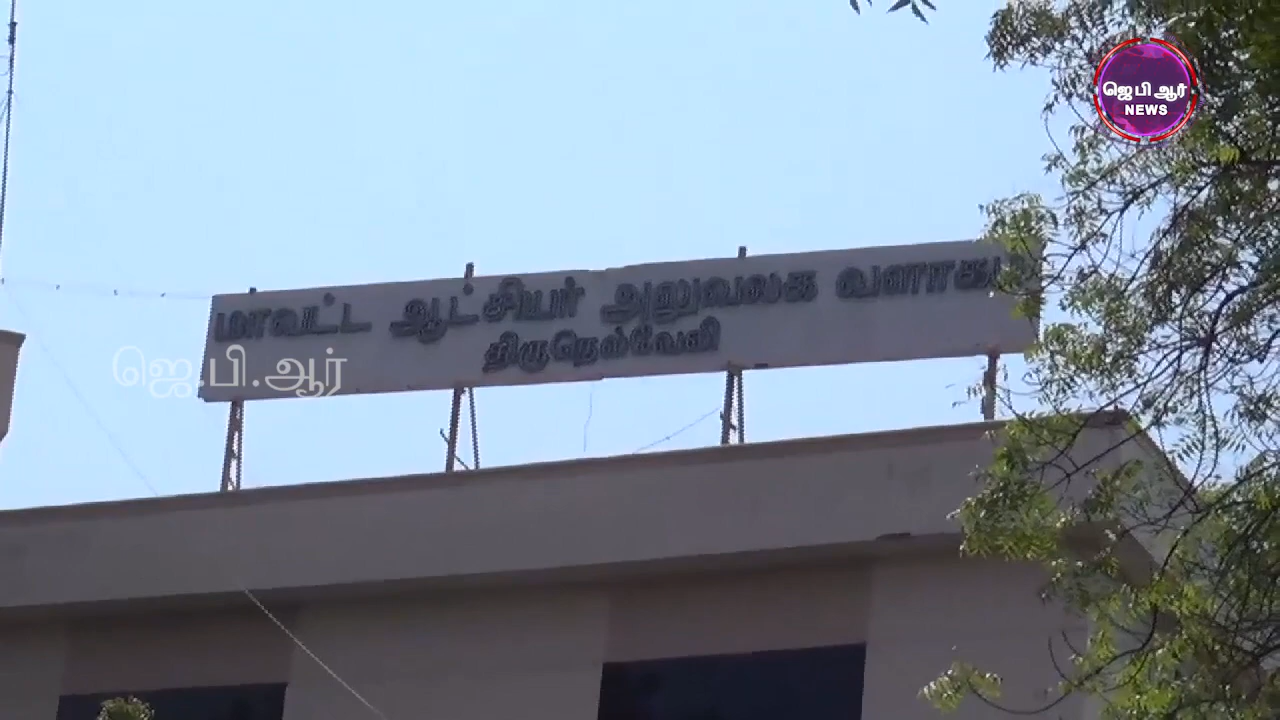 ஜெ பி ஆர்
NEWS
மாவட்ட ஆட்சியர் அலுவலக வளாகம்
திருநெல்வேலி
ஜெ.பி.ஆர்